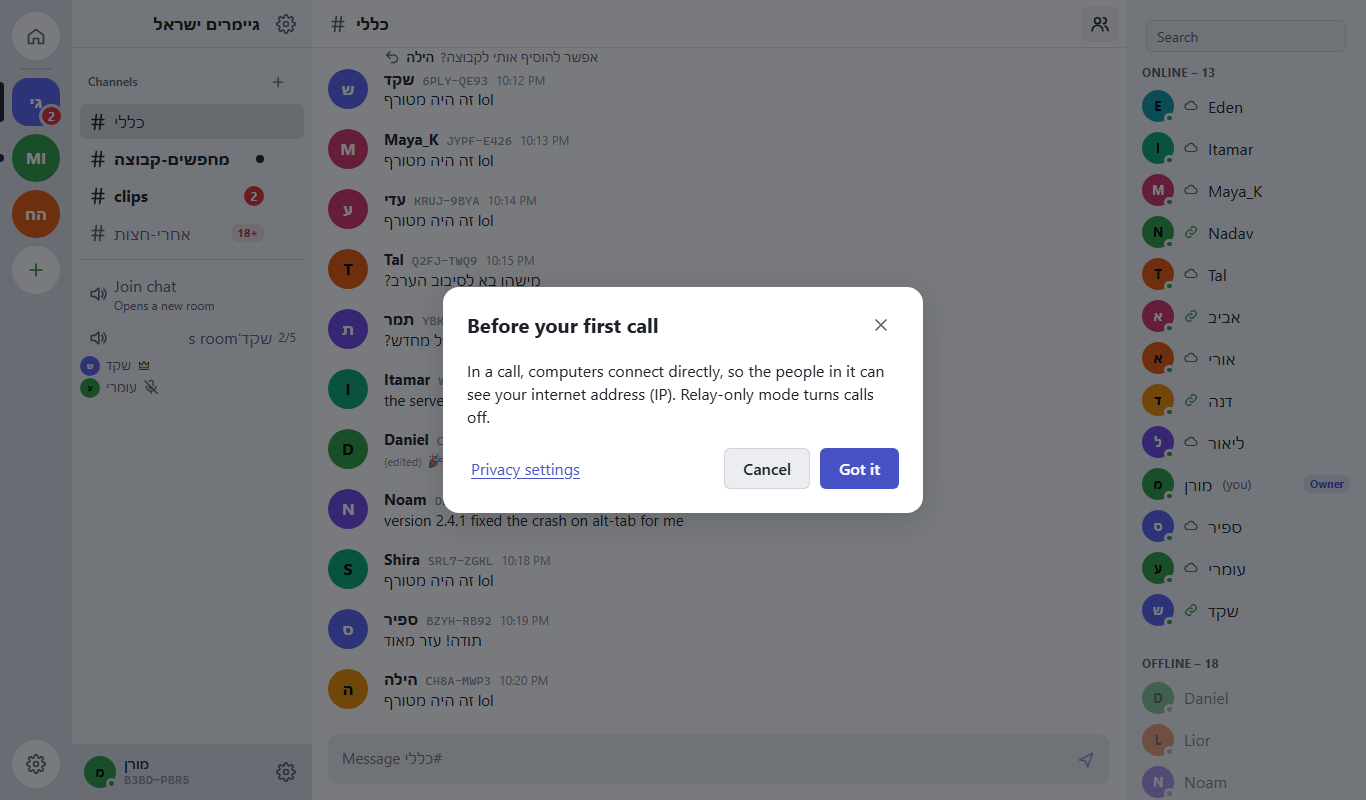 גיימרים ישראל
גי
2
MI
הח
Channels
# כללי
# מחפשים-קבוצה
# clips 2
# אחרי-חצות 18+
Join chat
Opens a new room
שקד's room 2/5
ש שקד
ע עומרי
מ מורן
B3BD-PBR5
# כללי
הילה אפשר להוסיף אותי לקבוצה?
ש שקד 6PLY-QE93 10:12 PM
זה היה מטורף lol
M Maya_K JYPF-E426 10:13 PM
זה היה מטורף lol
ע עדי KRUJ-9BYA 10:14 PM
זה היה מטורף lol
T Tal Q2FJ-TWQ9 10:15 PM
מישהו בא לסיבוב הערב?
ת תמר YBK
ל מחדש?
I Itamar
the serve
D Daniel
(edited) 🎉
N Noam
version 2.4.1 fixed the crash on alt-tab for me
S Shira SRL7-ZGKL 10:18 PM
זה היה מטורף lol
ס ספיר BZYH-RB92 10:19 PM
תודה! עזר מאוד
ה הילה CH8A-MWP3 10:20 PM
זה היה מטורף lol
Message #כללי
Before your first call
In a call, computers connect directly, so the people in it can
see your internet address (IP). Relay-only mode turns calls
off.
Privacy settings
Cancel
Got it
Search
ONLINE – 13
E Eden
I Itamar
M Maya_K
N Nadav
T Tal
א אביב
א אורי
ד דנה
ל ליאור
מ מורן (you) Owner
ס ספיר
ע עומרי
ש שקד
OFFLINE – 18
D Daniel
L Lior
N Noam